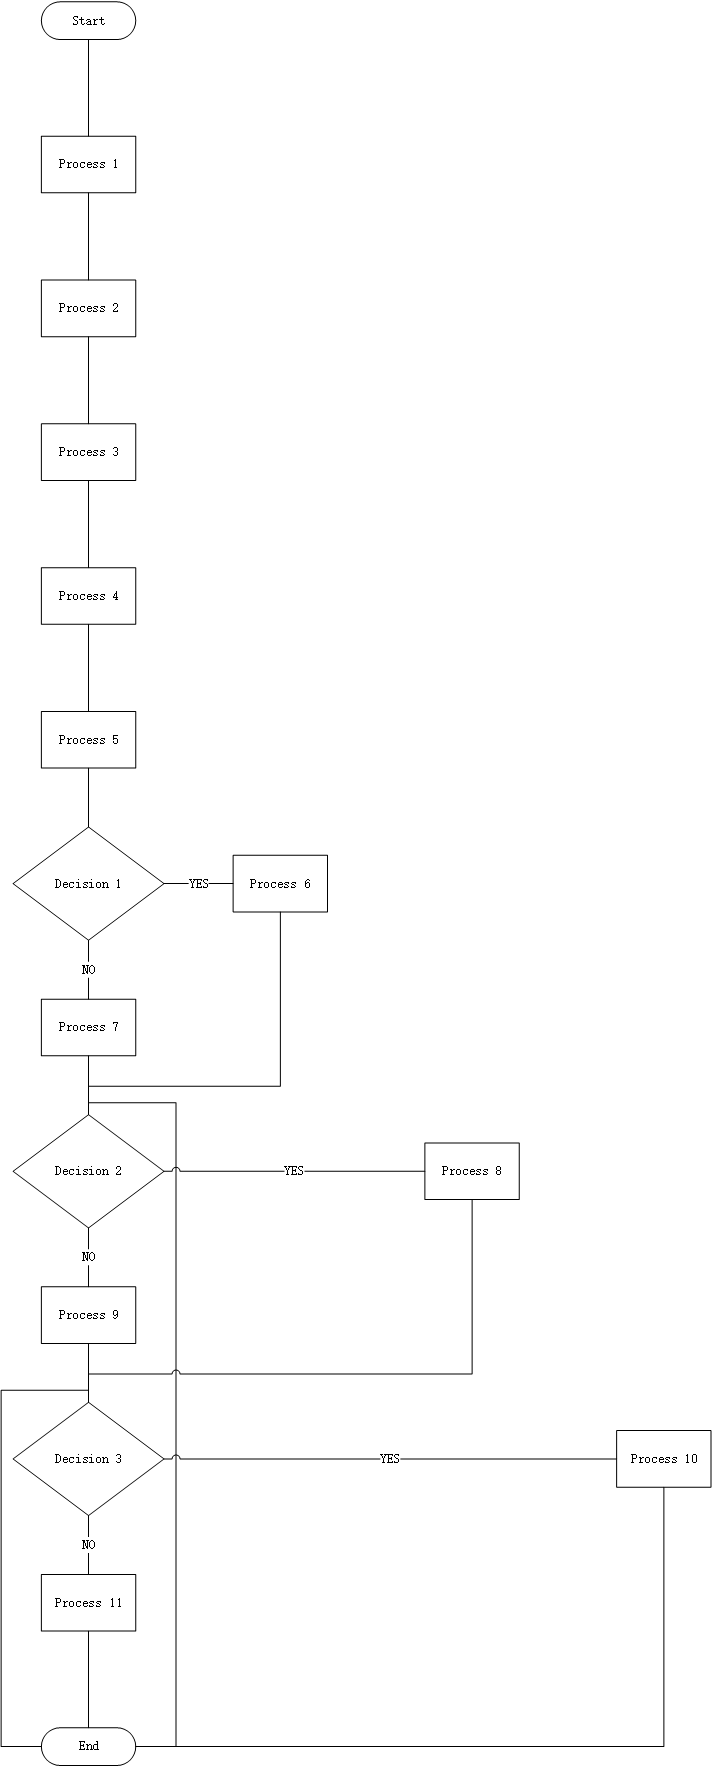 Start
Process 1
Process 2
Process 3
Process 4
Process 5
Decision 1
YES
Process 6
NO
Process 7
Decision 2
YES
Process 8
NO
Process 9
Decision 3
YES
Process 10
NO
Process 11
End